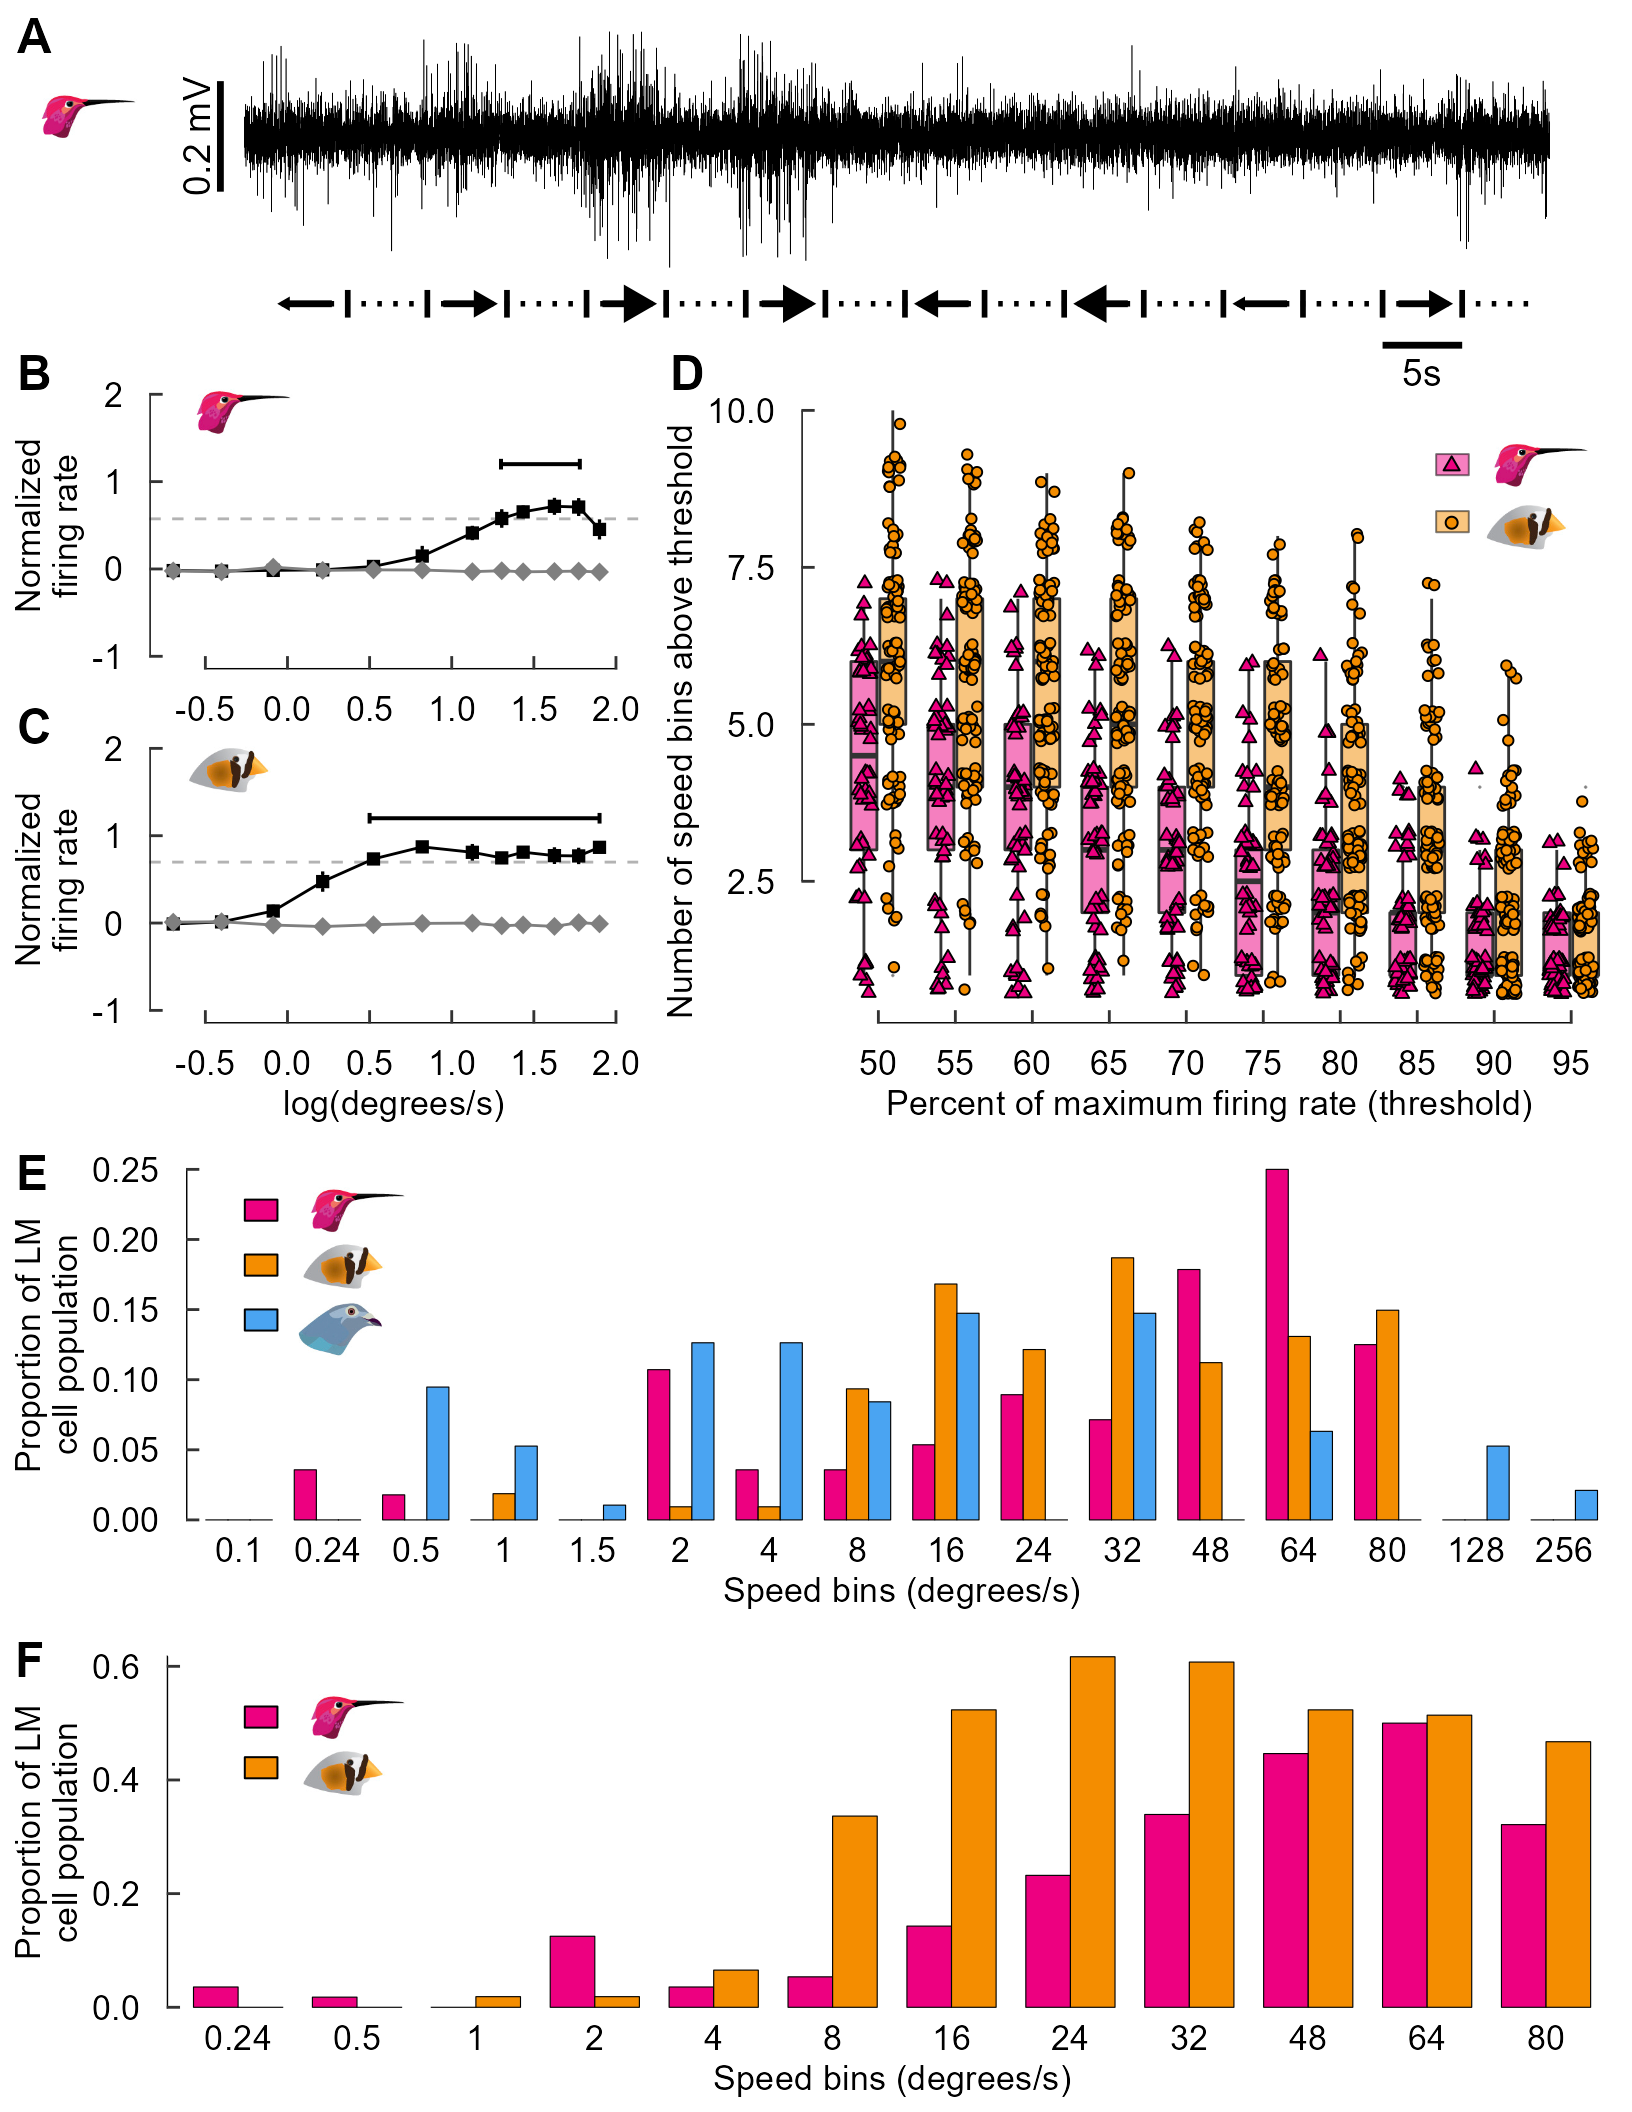 A
0.2 mV
5s
B
Normalized
firing rate
2
1
0
-1
-0.5 0.0 0.5 1.0 1.5 2.0
C
Normalized
firing rate
2
1
0
-1
-0.5 0.0 0.5 1.0 1.5 2.0
log(degrees/s)
D
Number of speed bins above threshold
10.0
7.5
5.0
2.5
50 55 60 65 70 75 80 85 90 95
Percent of maximum firing rate (threshold)
E
Proportion of LM
cell population
0.25
0.20
0.15
0.10
0.05
0.00
0.1 0.24 0.5 1 1.5 2 4 8 16 24 32 48 64 80 128 256
Speed bins (degrees/s)
F
Proportion of LM
cell population
0.6
0.4
0.2
0.0
0.24 0.5 1 2 4 8 16 24 32 48 64 80
Speed bins (degrees/s)